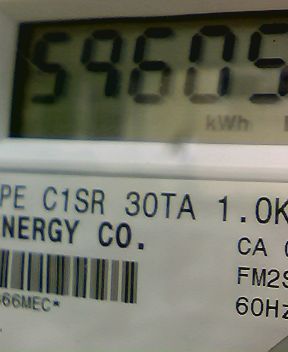 59605
kWh
PE C1SR 30TA 1.0K
NERGY CO.
CA
FM2S
66MEC*
60Hz